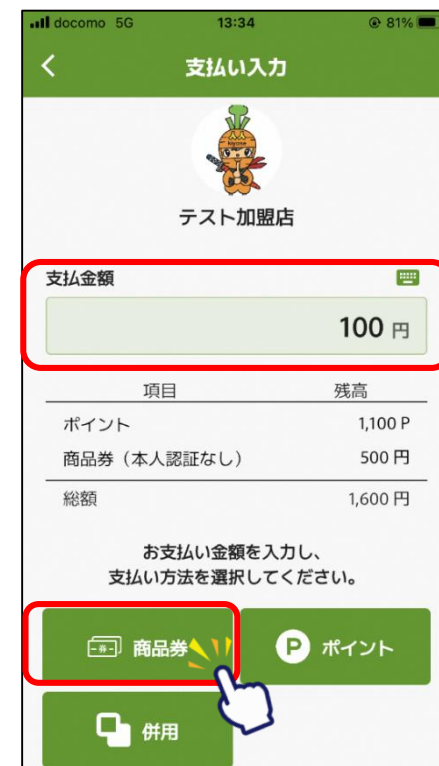 docomo 5G 13:34 81%
支払い入力
kiyose
テスト加盟店
支払金額
100 円
項目 残高
ポイント 1,100 P
商品券（本人認証なし） 500 円
総額 1,600 円
お支払い金額を入力し、
支払い方法を選択してください。
-券- 商品券 P ポイント
併用